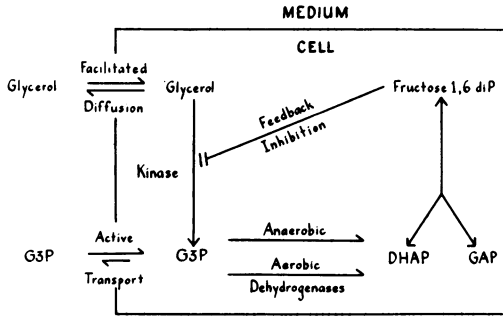 MEDIUM
CELL
Glycerol
Facilitated
Diffusion
Glycerol
Fructose 1,6 diP
Feedback
Inhibition
Kinase
G3P
Active
Transport
G3P
Anaerobic
Aerobic
Dehydrogenases
DHAP
GAP